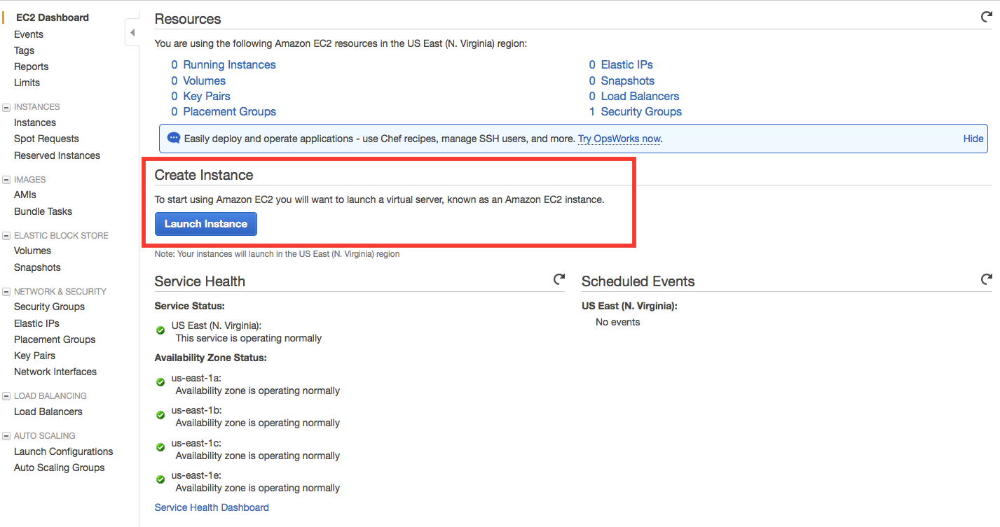 EC2 Dashboard
Events
Tags
Reports
Limits
INSTANCES
Instances
Spot Requests
Reserved Instances
IMAGES
AMIs
Bundle Tasks
ELASTIC BLOCK STORE
Volumes
Snapshots
NETWORK & SECURITY
Security Groups
Elastic IPs
Placement Groups
Key Pairs
Network Interfaces
LOAD BALANCING
Load Balancers
AUTO SCALING
Launch Configurations
Auto Scaling Groups
Resources
You are using the following Amazon EC2 resources in the US East (N. Virginia) region:
0 Running Instances
0 Volumes
0 Key Pairs
0 Placement Groups
0 Elastic IPs
0 Snapshots
0 Load Balancers
1 Security Groups
Easily deploy and operate applications - use Chef recipes, manage SSH users, and more. Try OpsWorks now. Hide
Create Instance
To start using Amazon EC2 you will want to launch a virtual server, known as an Amazon EC2 instance.
Launch Instance
Note: Your instances will launch in the US East (N. Virginia) region
Service Health
Service Status:
US East (N. Virginia):
This service is operating normally
Availability Zone Status:
us-east-1a:
Availability zone is operating normally
us-east-1b:
Availability zone is operating normally
us-east-1c:
Availability zone is operating normally
us-east-1e:
Availability zone is operating normally
Service Health Dashboard
Scheduled Events
US East (N. Virginia):
No events